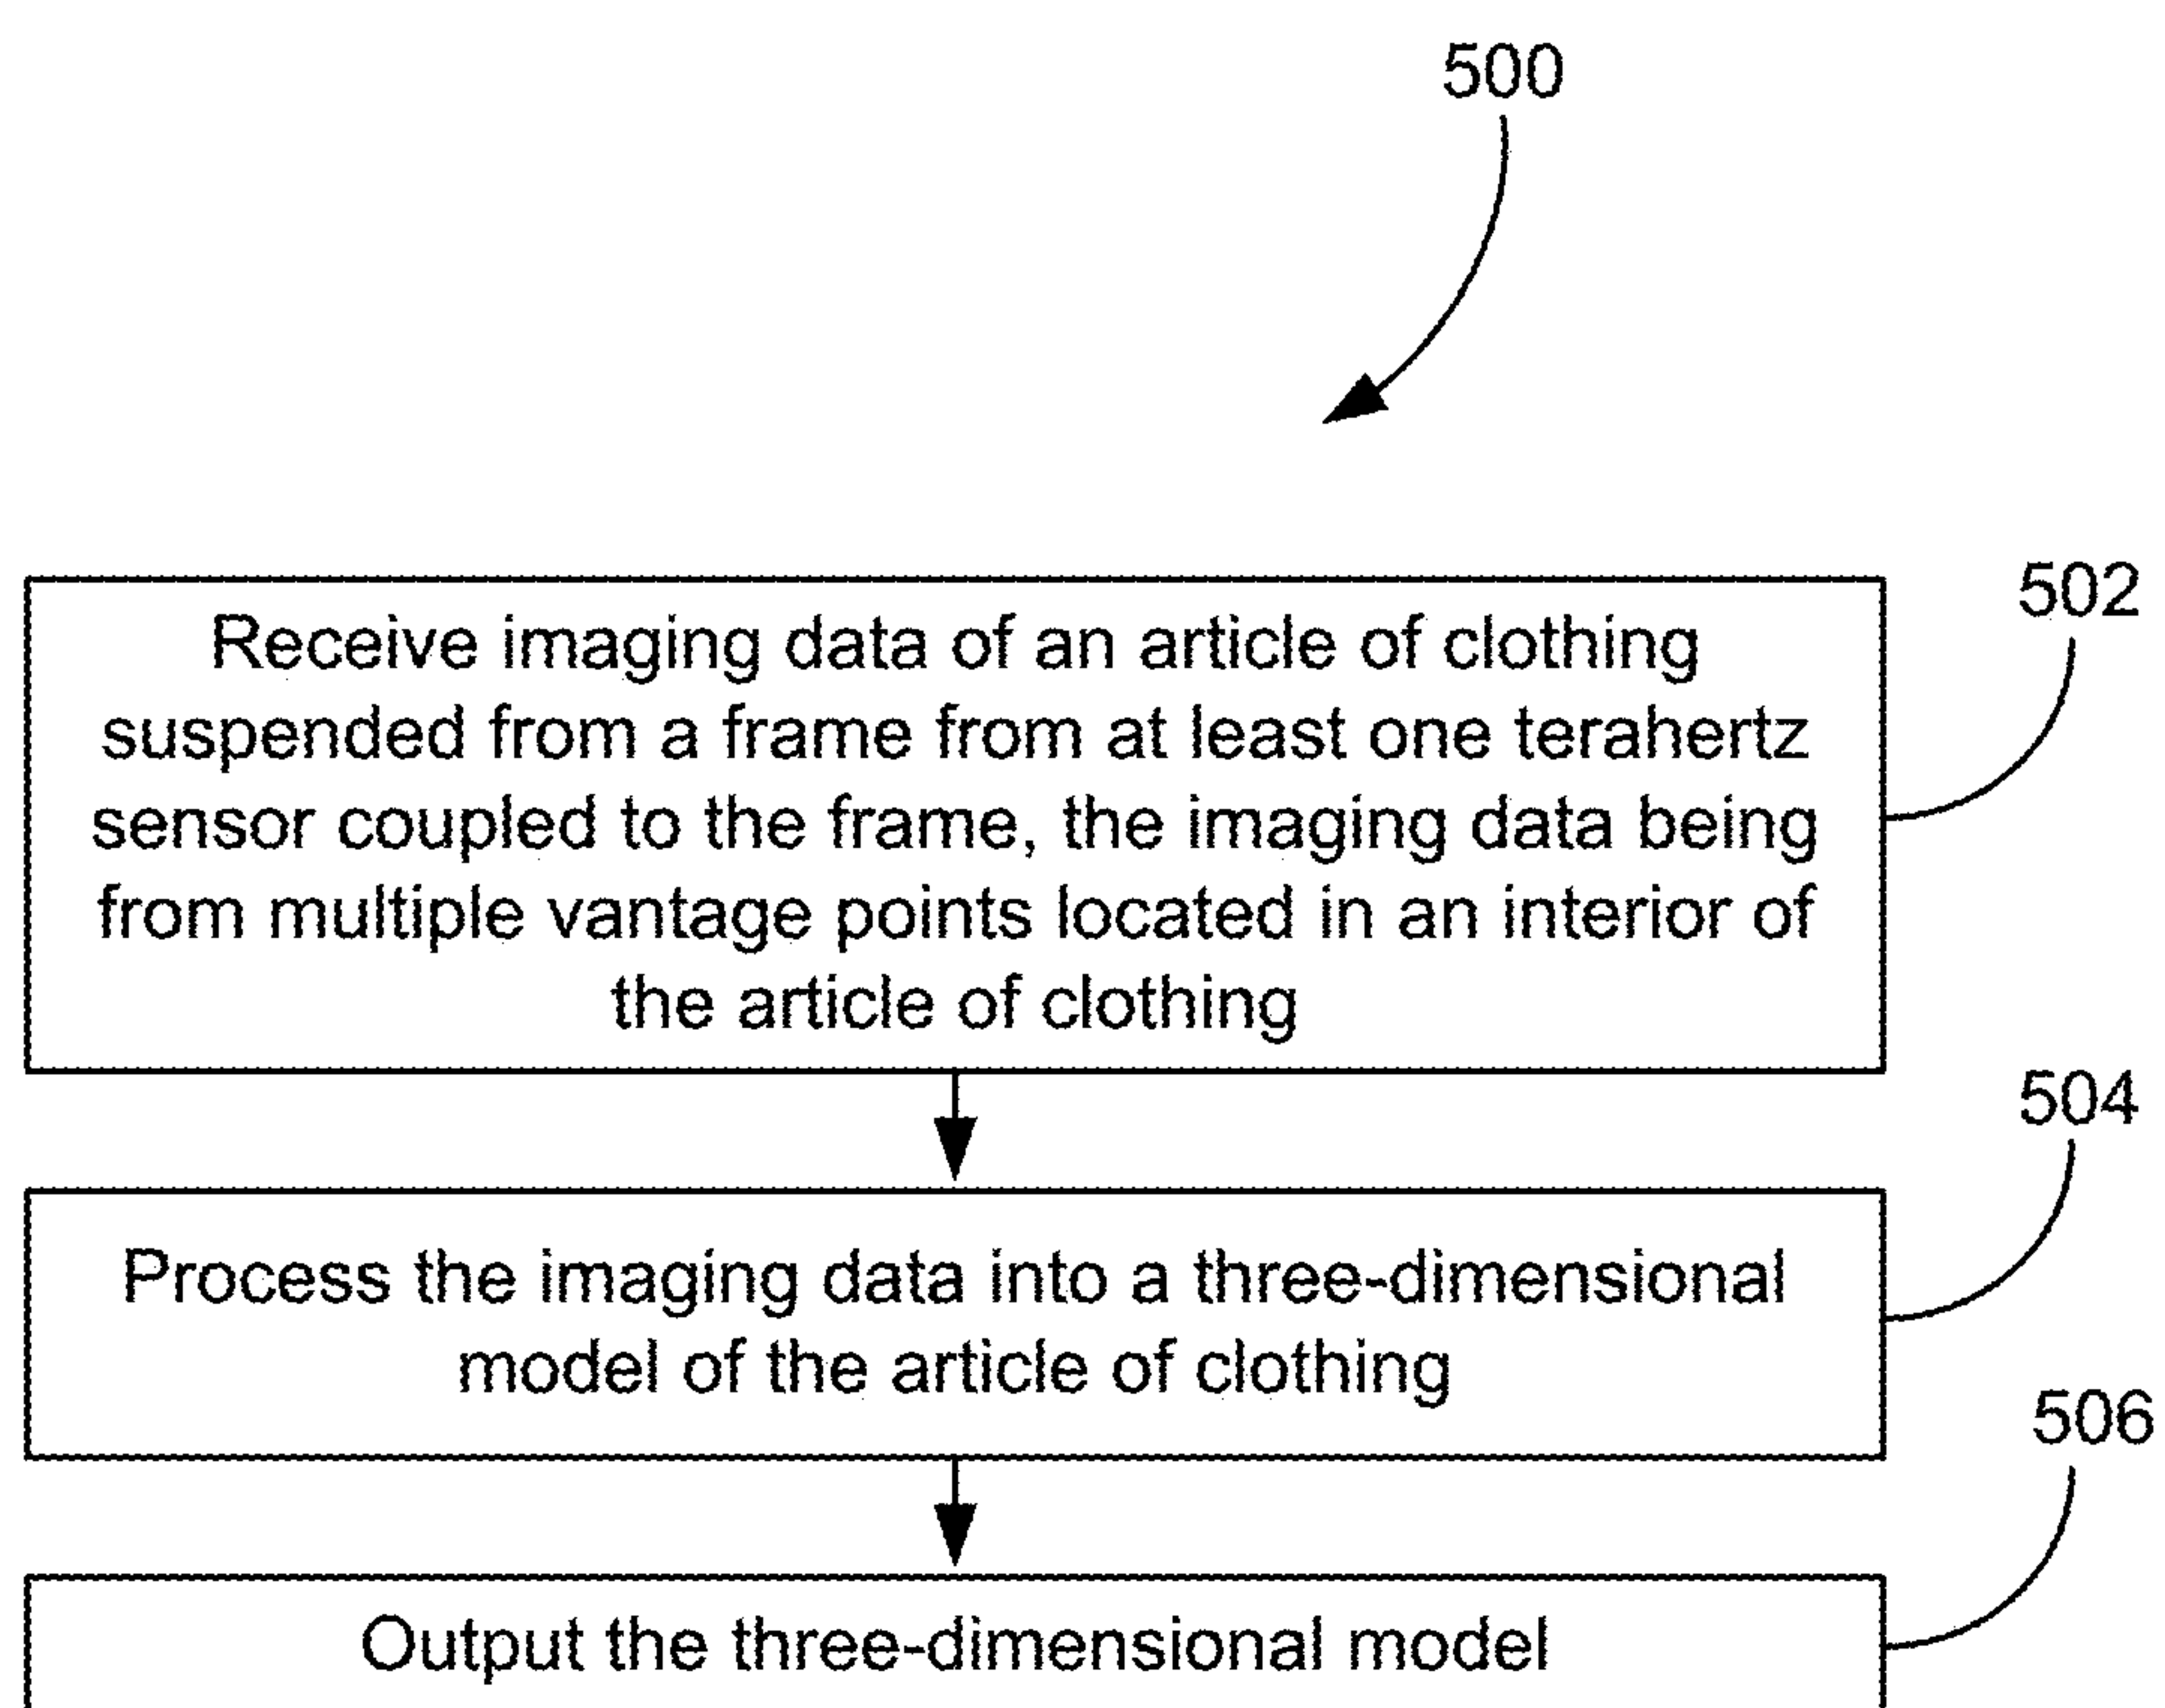 500
502
Receive imaging data of an article of clothing
suspended from a frame from at least one terahertz
sensor coupled to the frame, the imaging data being
from multiple vantage points located in an interior of
the article of clothing
504
Process the imaging data into a three-dimensional
model of the article of clothing
506
Output the three-dimensional model